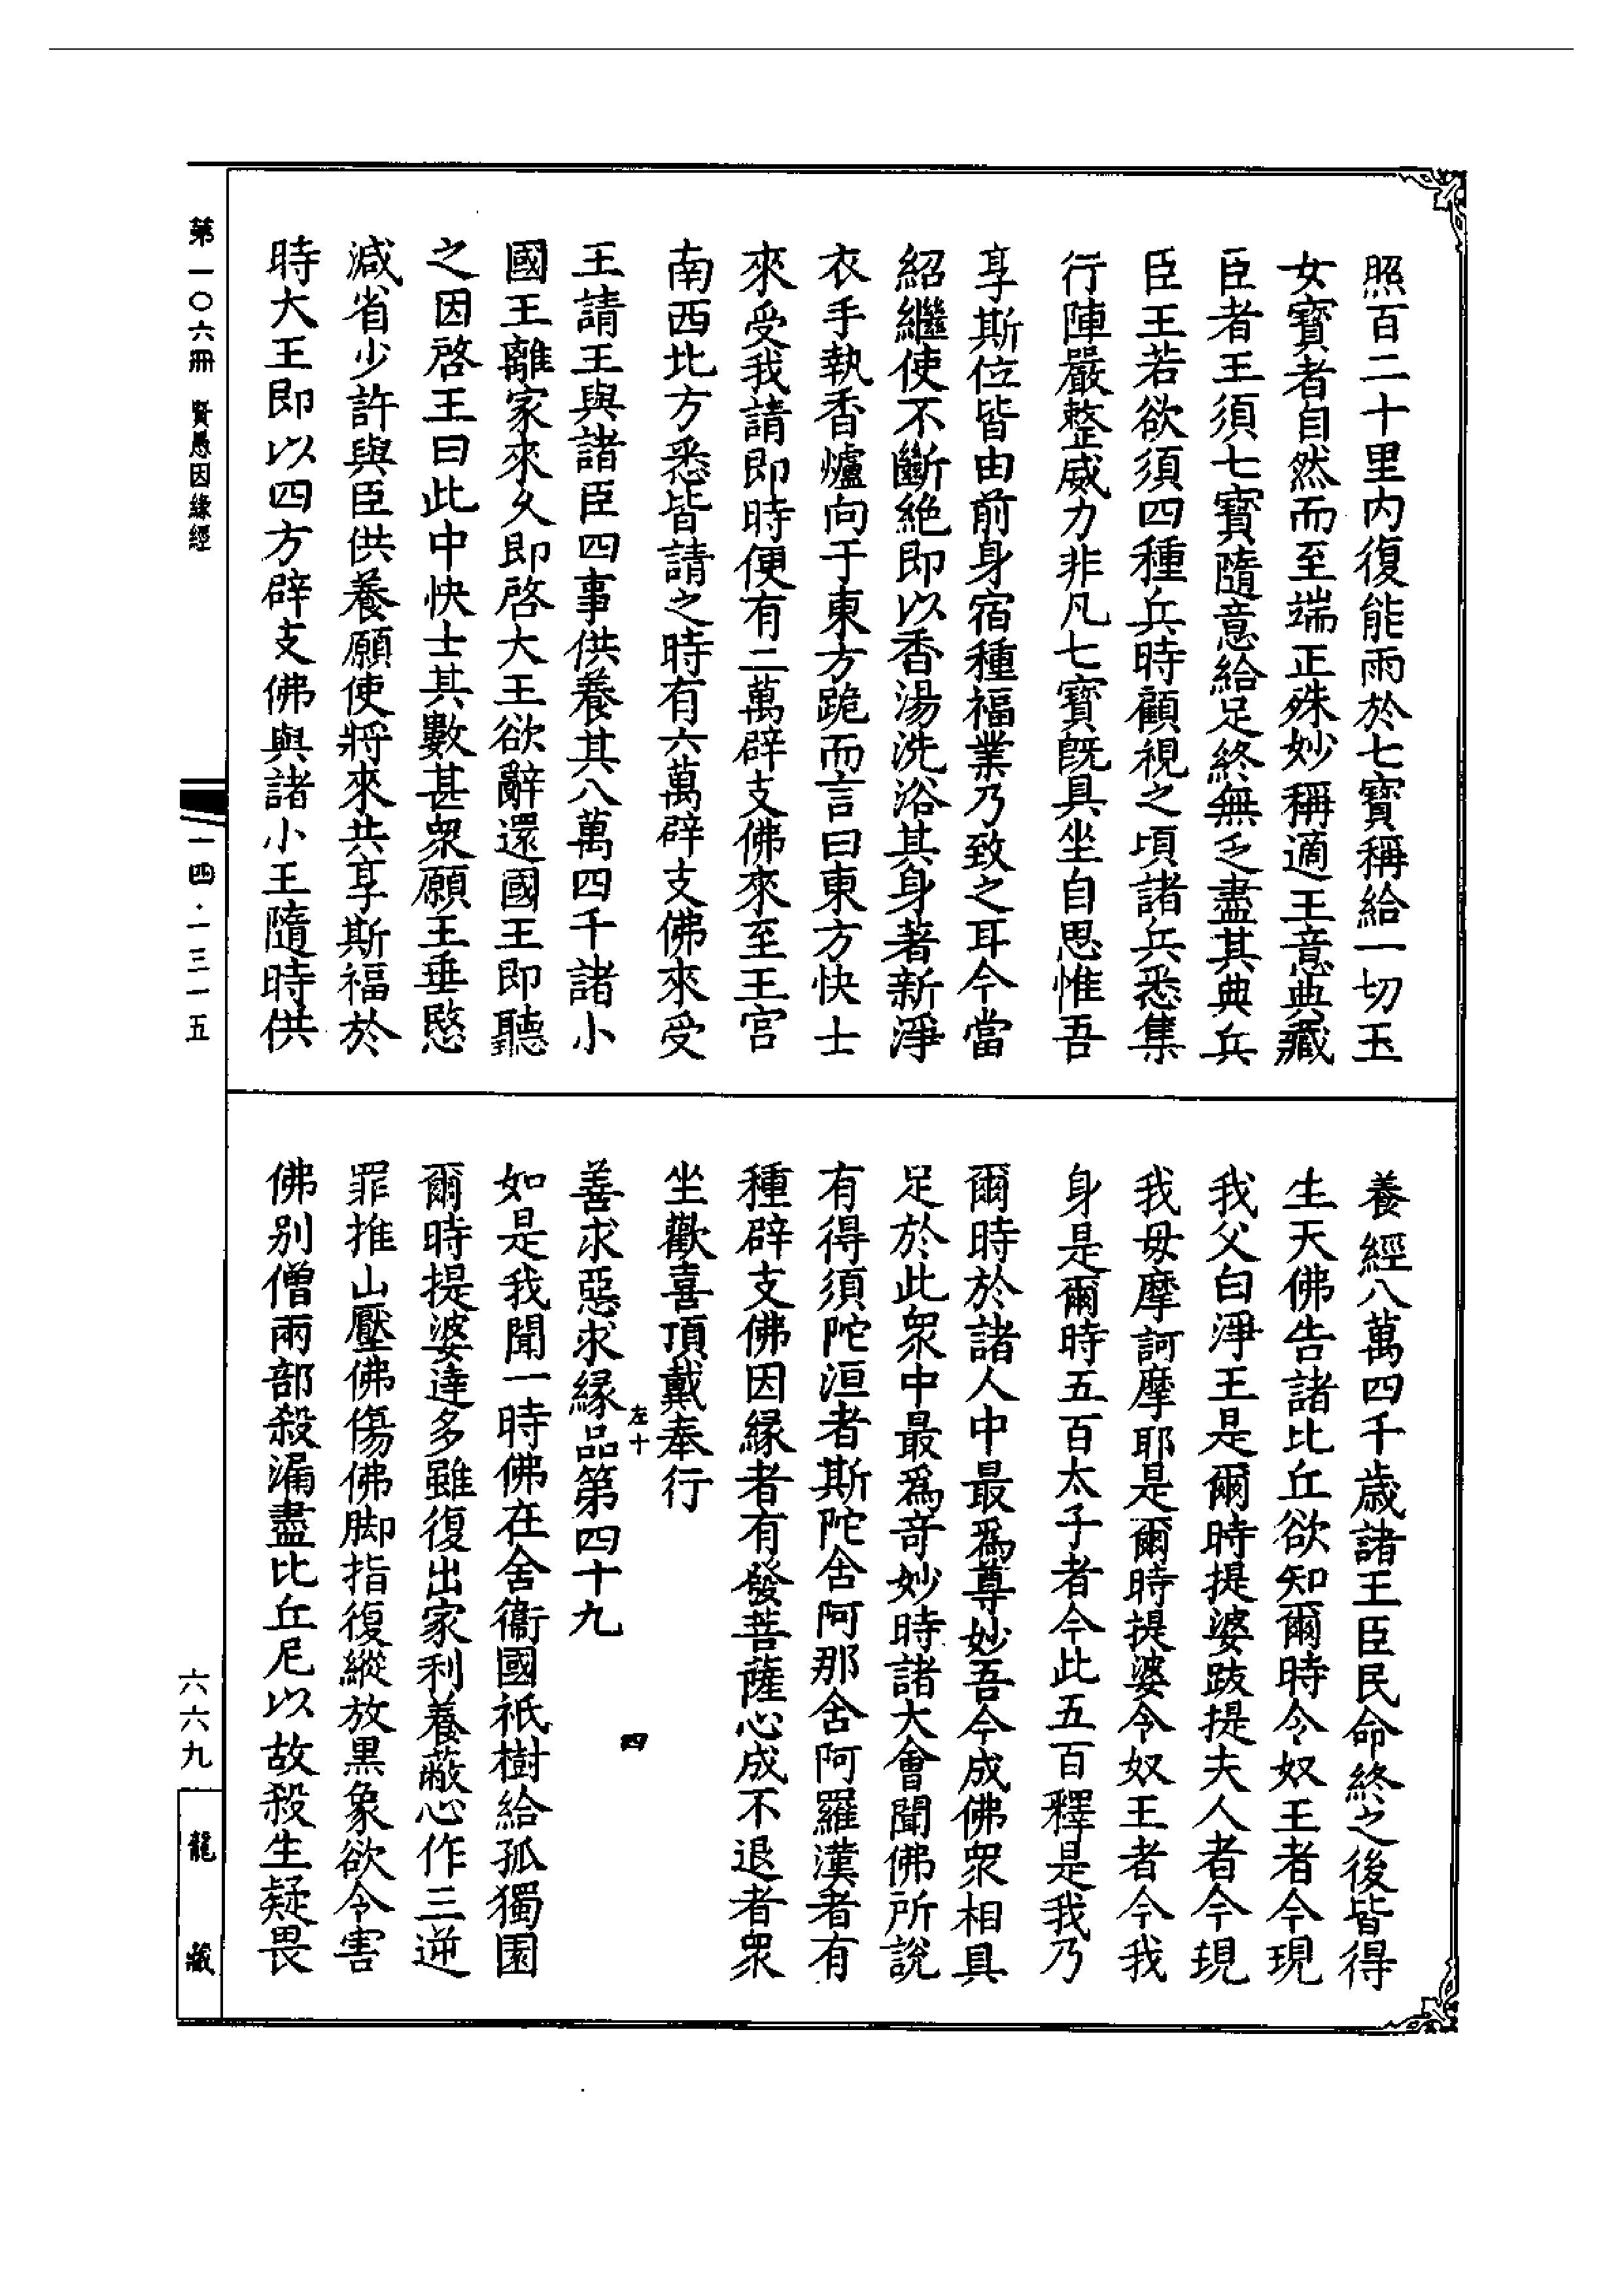 照百二十里内復能雨於七寶稱給一切玉
女寶者自然而至端正殊妙稱適王意典藏
臣者王須七寶隨意給足終無乏盡其典兵
臣王若欲須四種兵時顧視之頃諸兵悉集
行陣嚴整威力非凡七寶旣具坐自思惟吾
享斯位皆由前身宿種福業乃致之耳今當
紹繼使不斷絶即以香湯洗浴其身著新淨
衣手執香爐向于東方跪而言曰東方快士
來受我請即時便有二萬辟支佛來至王宫
南西北方悉皆請之時有六萬辟支佛來受
王請王與諸臣四事供養其八萬四千諸小
國王離家來久即啓大王欲辭還國王即聽
之因啓王曰此中快士其數甚衆願王垂愍
減省少許與臣供養願使將來共享斯福於
時大王即以四方辟支佛與諸小王隨時供
養經八萬四千歲諸王臣民命終之後皆得
生天佛告諸比丘欲知爾時令奴王者今現
我父白淨王是爾時提婆跋提夫人者今現
我母摩訶摩耶是爾時提婆令奴王者今我
身是爾時五百太子者今此五百釋是我乃
爾時於諸人中最爲尊妙吾今成佛衆相具
足於此衆中最爲奇妙時諸大會聞佛所說
有得須陀洹者斯陀含阿那含阿羅漢者有
種辟支佛因緣者有發菩薩心成不退者衆
坐歡喜頂戴奉行
左十
四
善求惡求緣品第四十九
如是我聞一時佛在舍衞國祇樹給孤獨園
爾時提婆達多雖復出家利養蔽心作三逆
罪推山壓佛傷佛脚指復縱放黑象欲令害
佛別僧兩部殺漏盡比丘尼以故殺生疑畏
第一〇六冊 賢愚因緣經
一四·一三一五
六六九
龍藏